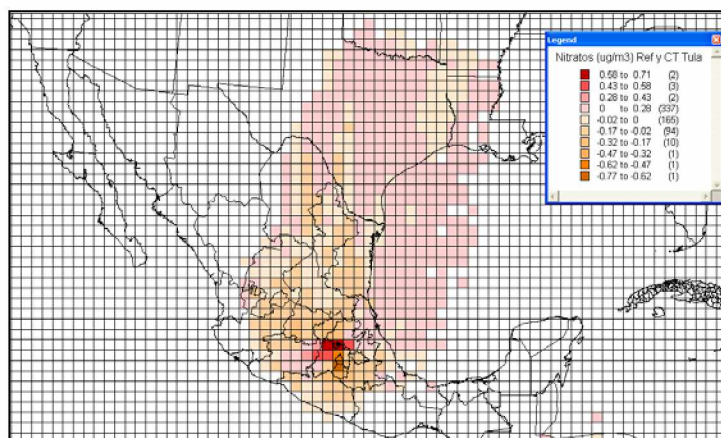 Legend
Nitratos (ug/m3) Ref y CT Tula
0.58 to 0.71 (2)
0.43 to 0.58 (3)
0.28 to 0.43 (2)
0 to 0.28 (337)
-0.02 to 0 (165)
-0.17 to -0.02 (94)
-0.32 to -0.17 (10)
-0.47 to -0.32 (1)
-0.62 to -0.47 (1)
-0.77 to -0.62 (1)